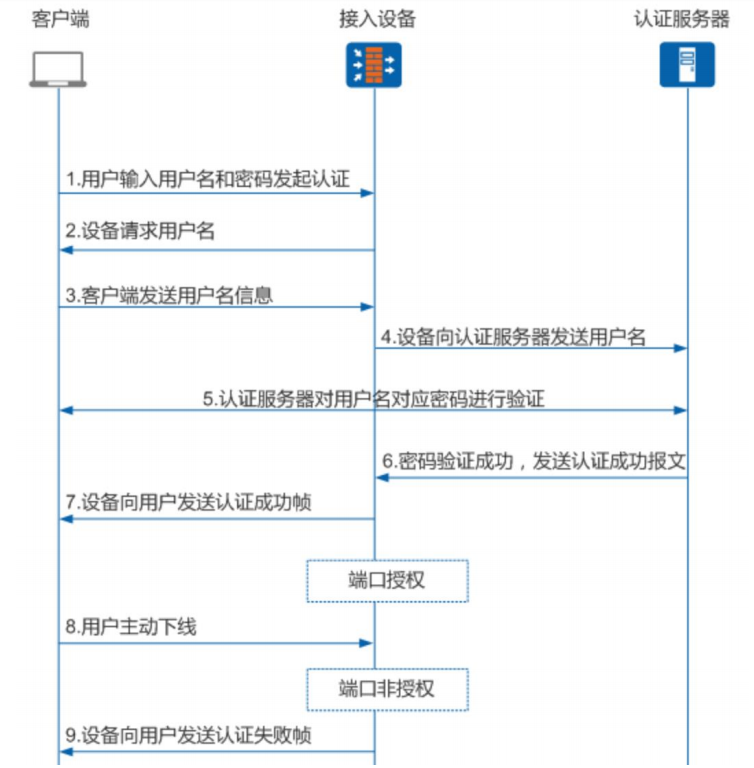 客户端
接入设备
认证服务器
1.用户输入用户名和密码发起认证
2.设备请求用户名
3.客户端发送用户名信息
4.设备向认证服务器发送用户名
5.认证服务器对用户名对应密码进行验证
6.密码验证成功，发送认证成功报文
7.设备向用户发送认证成功帧
端口授权
8.用户主动下线
端口非授权
9.设备向用户发送认证失败帧